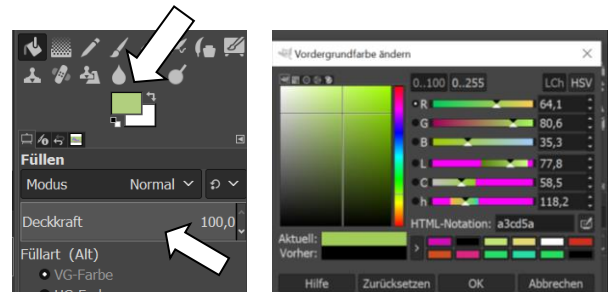 Füllen
Modus Normal
Deckkraft 100,0
Füllart (Alt)
VG-Farbe
Vordergrundfarbe ändern
0..100 0..255 LCh HSV
R 64,1
G 80,6
B 35,3
L 77,8
C 58,5
h 118,2
HTML-Notation: a3cd5a
Aktuell:
Vorher:
Hilfe Zurücksetzen OK Abbrechen